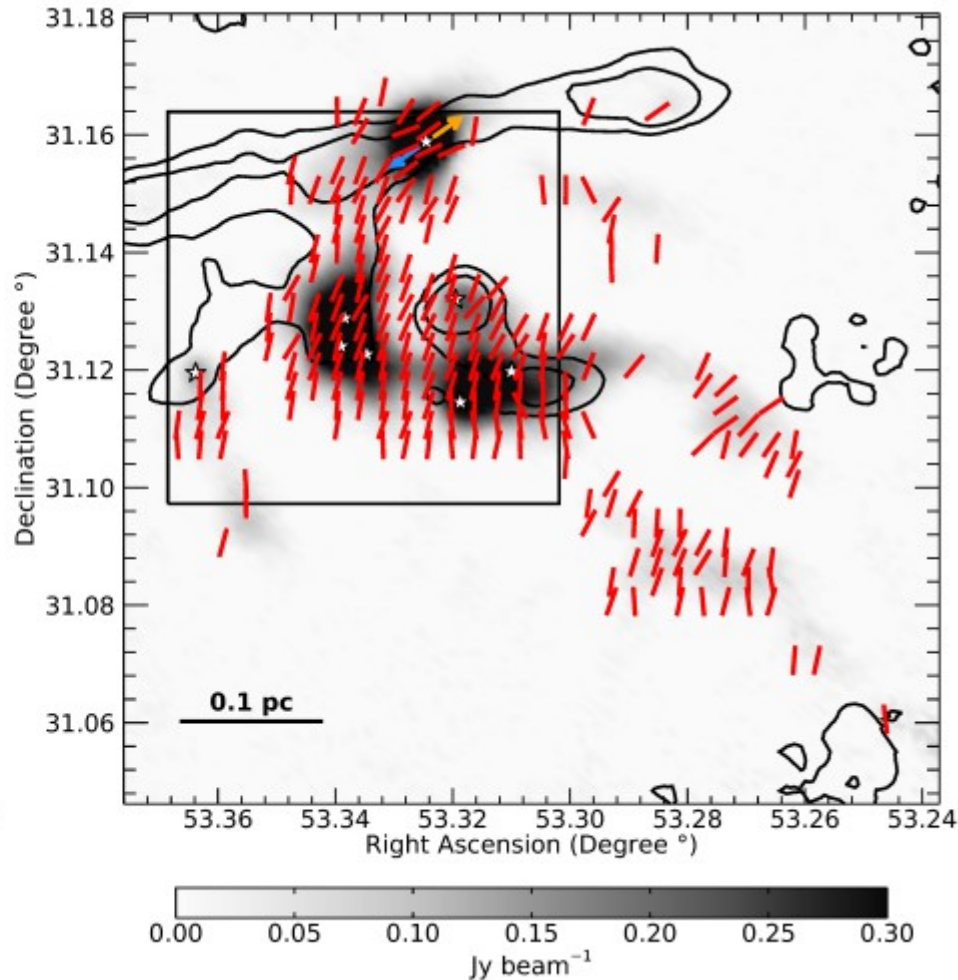 31.18
31.16
31.14
31.12
31.10
31.08
31.06
Declination (Degree °)
0.1 pc
53.36 53.34 53.32 53.30 53.28 53.26 53.24
Right Ascension (Degree °)
0.00 0.05 0.10 0.15 0.20 0.25 0.30
Jy beam⁻¹